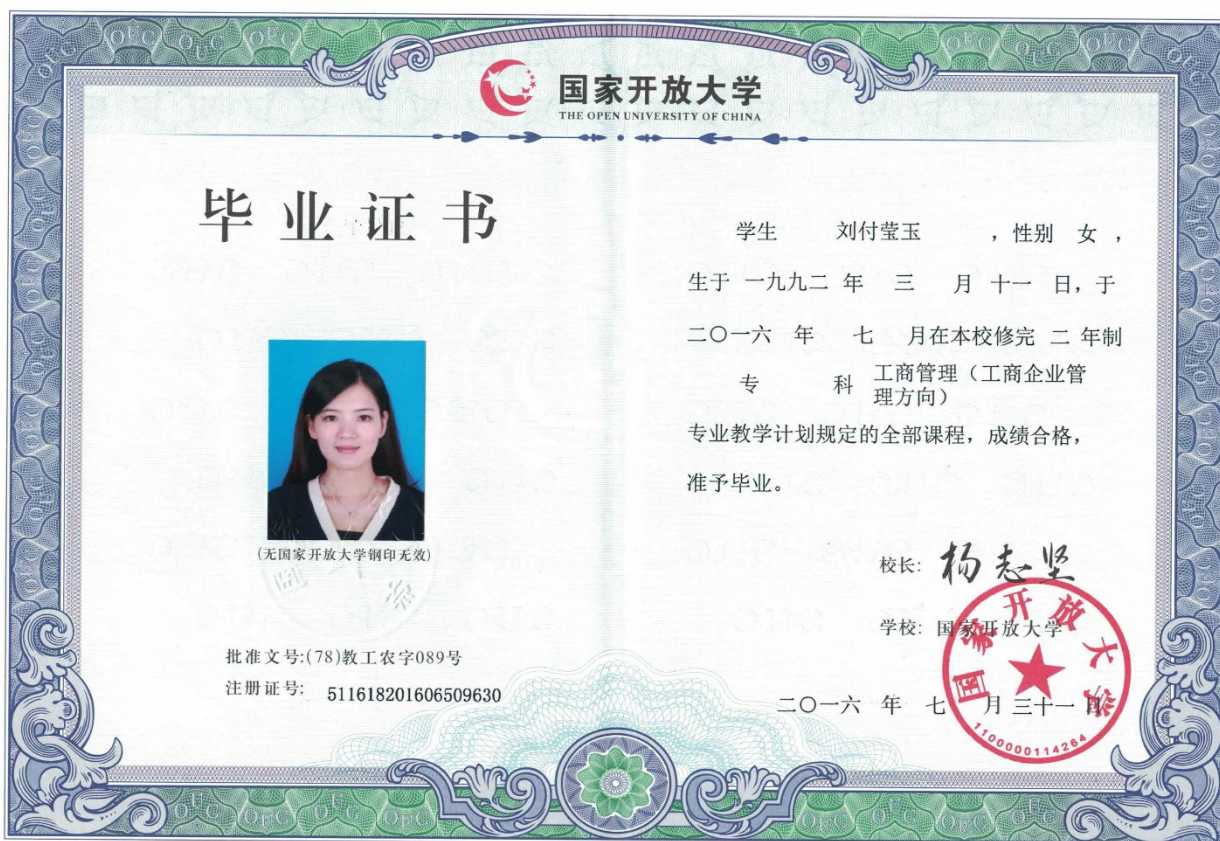 国家开放大学
THE OPEN UNIVERSITY OF CHINA
毕业证书
(无国家开放大学钢印无效)
批准文号:(78)教工农字089号
注册证号: 511618201606509630
学生 刘付莹玉 ，性别 女 ，
生于 一九九二 年 三 月 十一 日，于
二〇一六 年 七 月在本校修完 二 年制
专 科 工商管理（工商企业管
理方向）
专业教学计划规定的全部课程，成绩合格，
准予毕业。
校长: 杨志坚
学校: 国家开放大学
二〇一六 年 七 月 三十一 日
国家开放大学
1100000114264